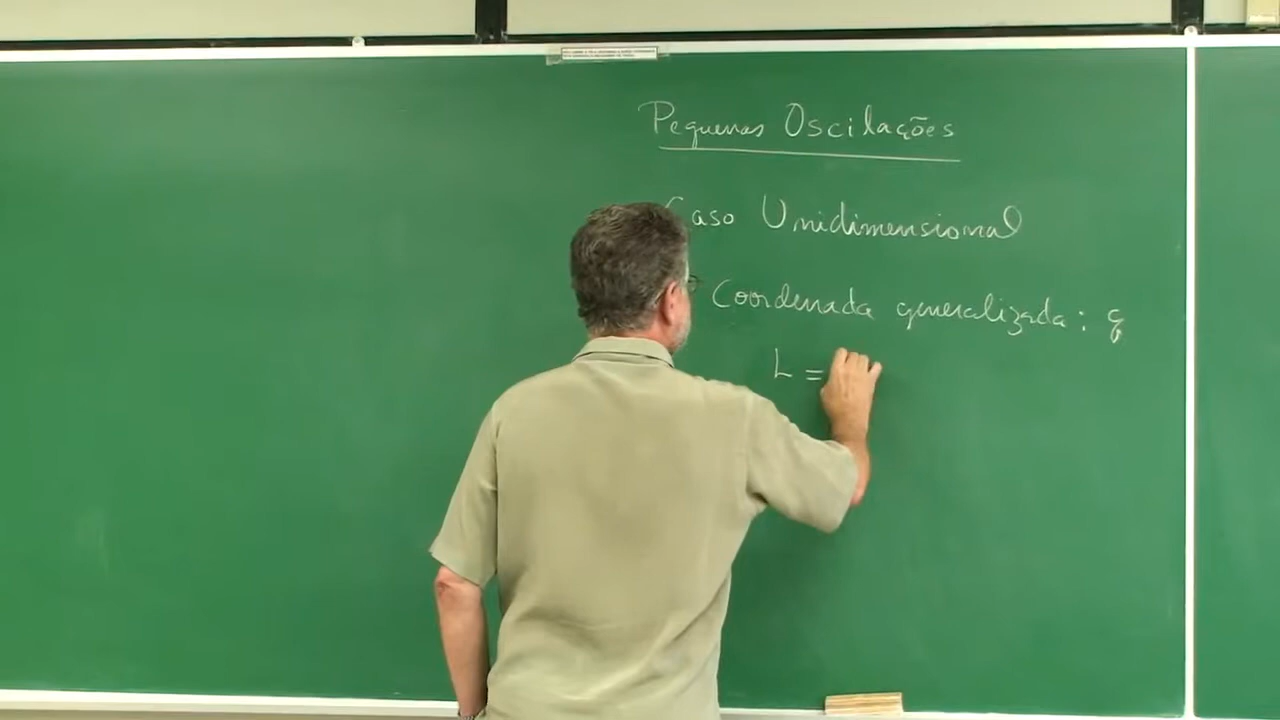 Pequenas Oscilações
Caso Unidimensional
Coordenada generalizada: q
L =